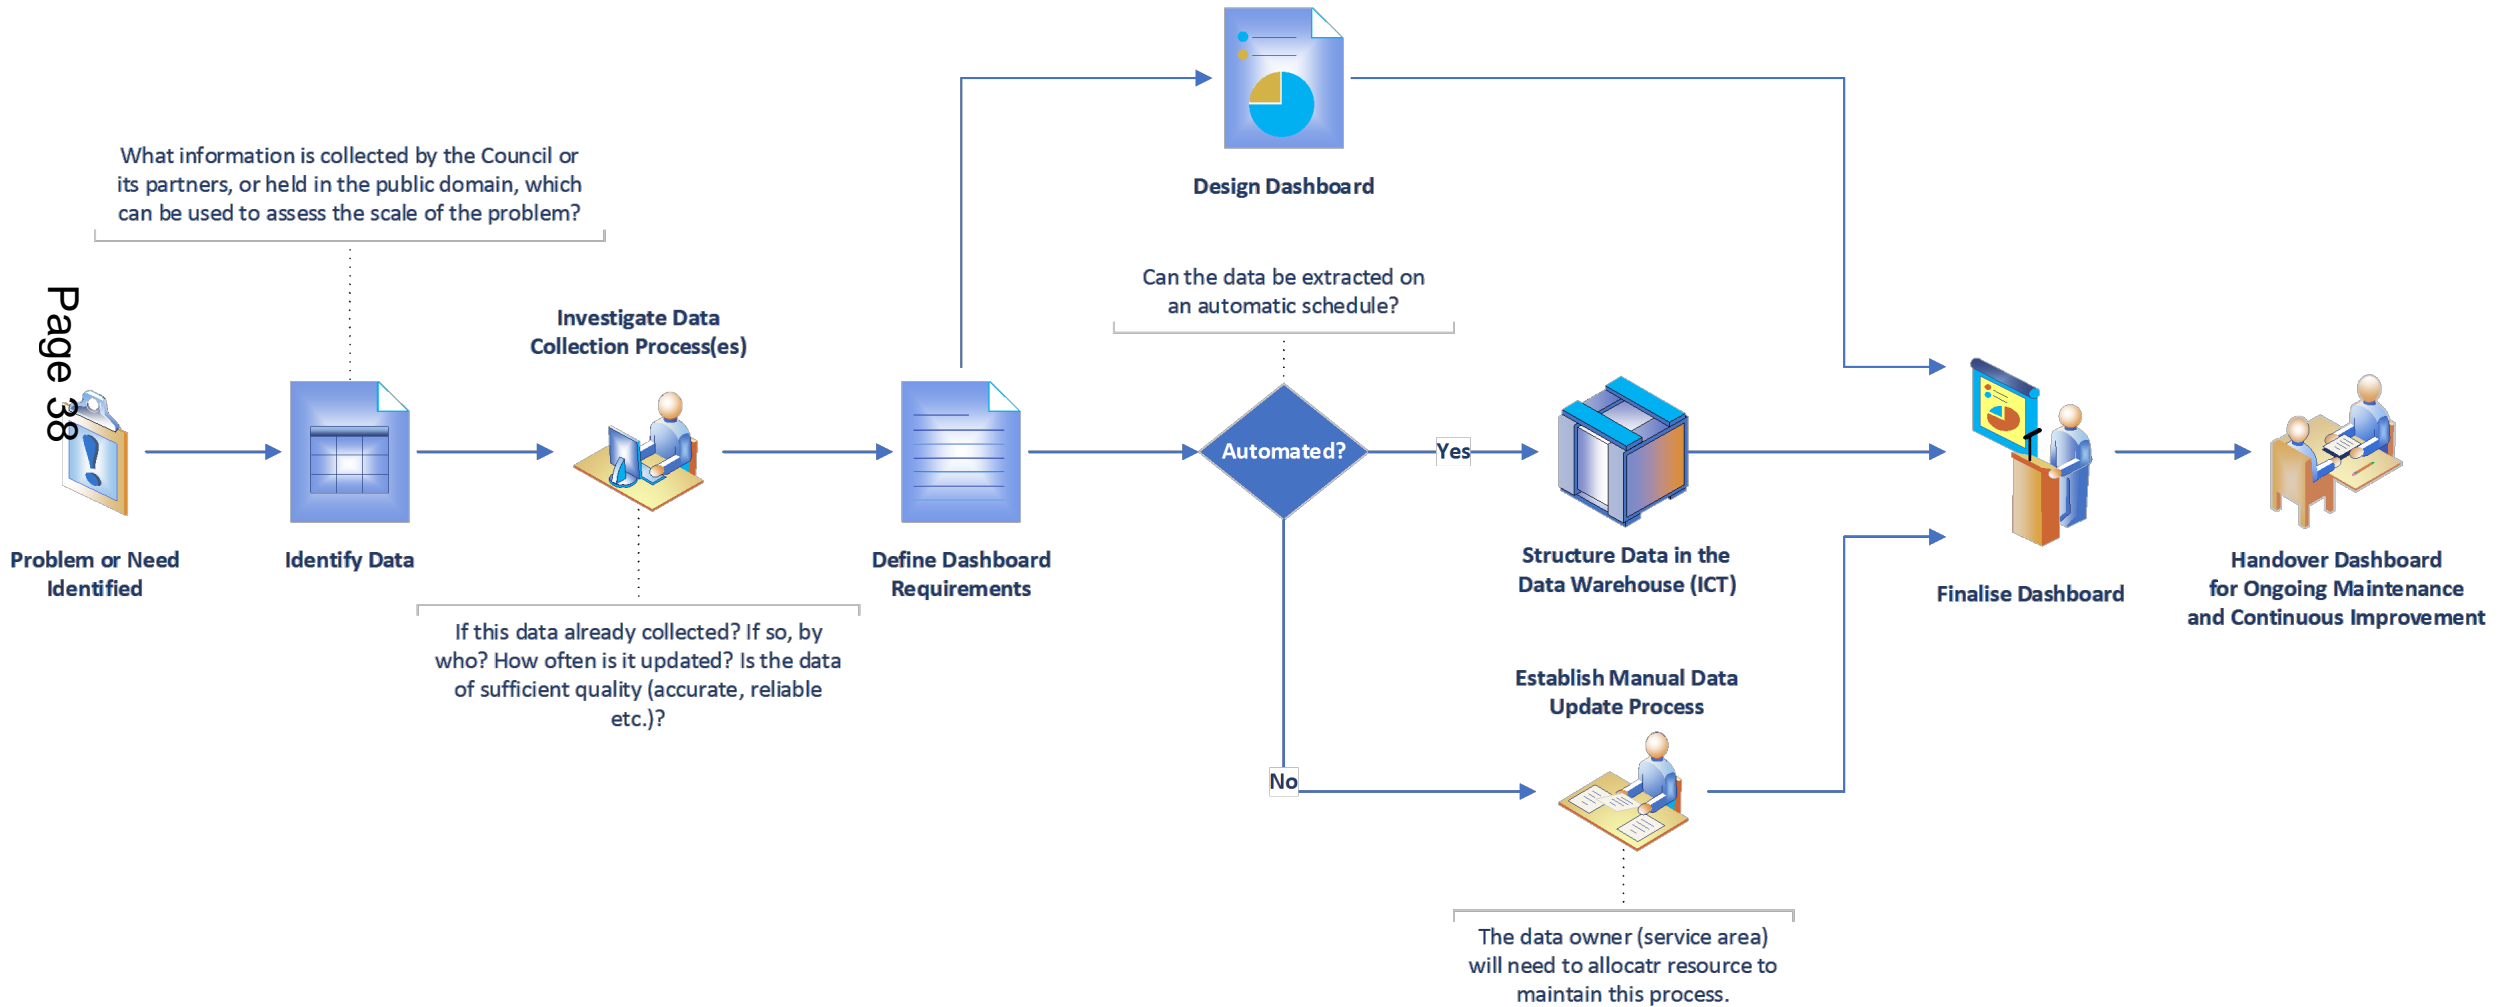 Page 38
What information is collected by the Council or
its partners, or held in the public domain, which
can be used to assess the scale of the problem?
Problem or Need
Identified
Identify Data
Investigate Data
Collection Process(es)
If this data already collected? If so, by
who? How often is it updated? Is the data
of sufficient quality (accurate, reliable
etc.)?
Define Dashboard
Requirements
Design Dashboard
Can the data be extracted on
an automatic schedule?
Automated?
Yes
No
Structure Data in the
Data Warehouse (ICT)
Establish Manual Data
Update Process
The data owner (service area)
will need to allocatr resource to
maintain this process.
Finalise Dashboard
Handover Dashboard
for Ongoing Maintenance
and Continuous Improvement